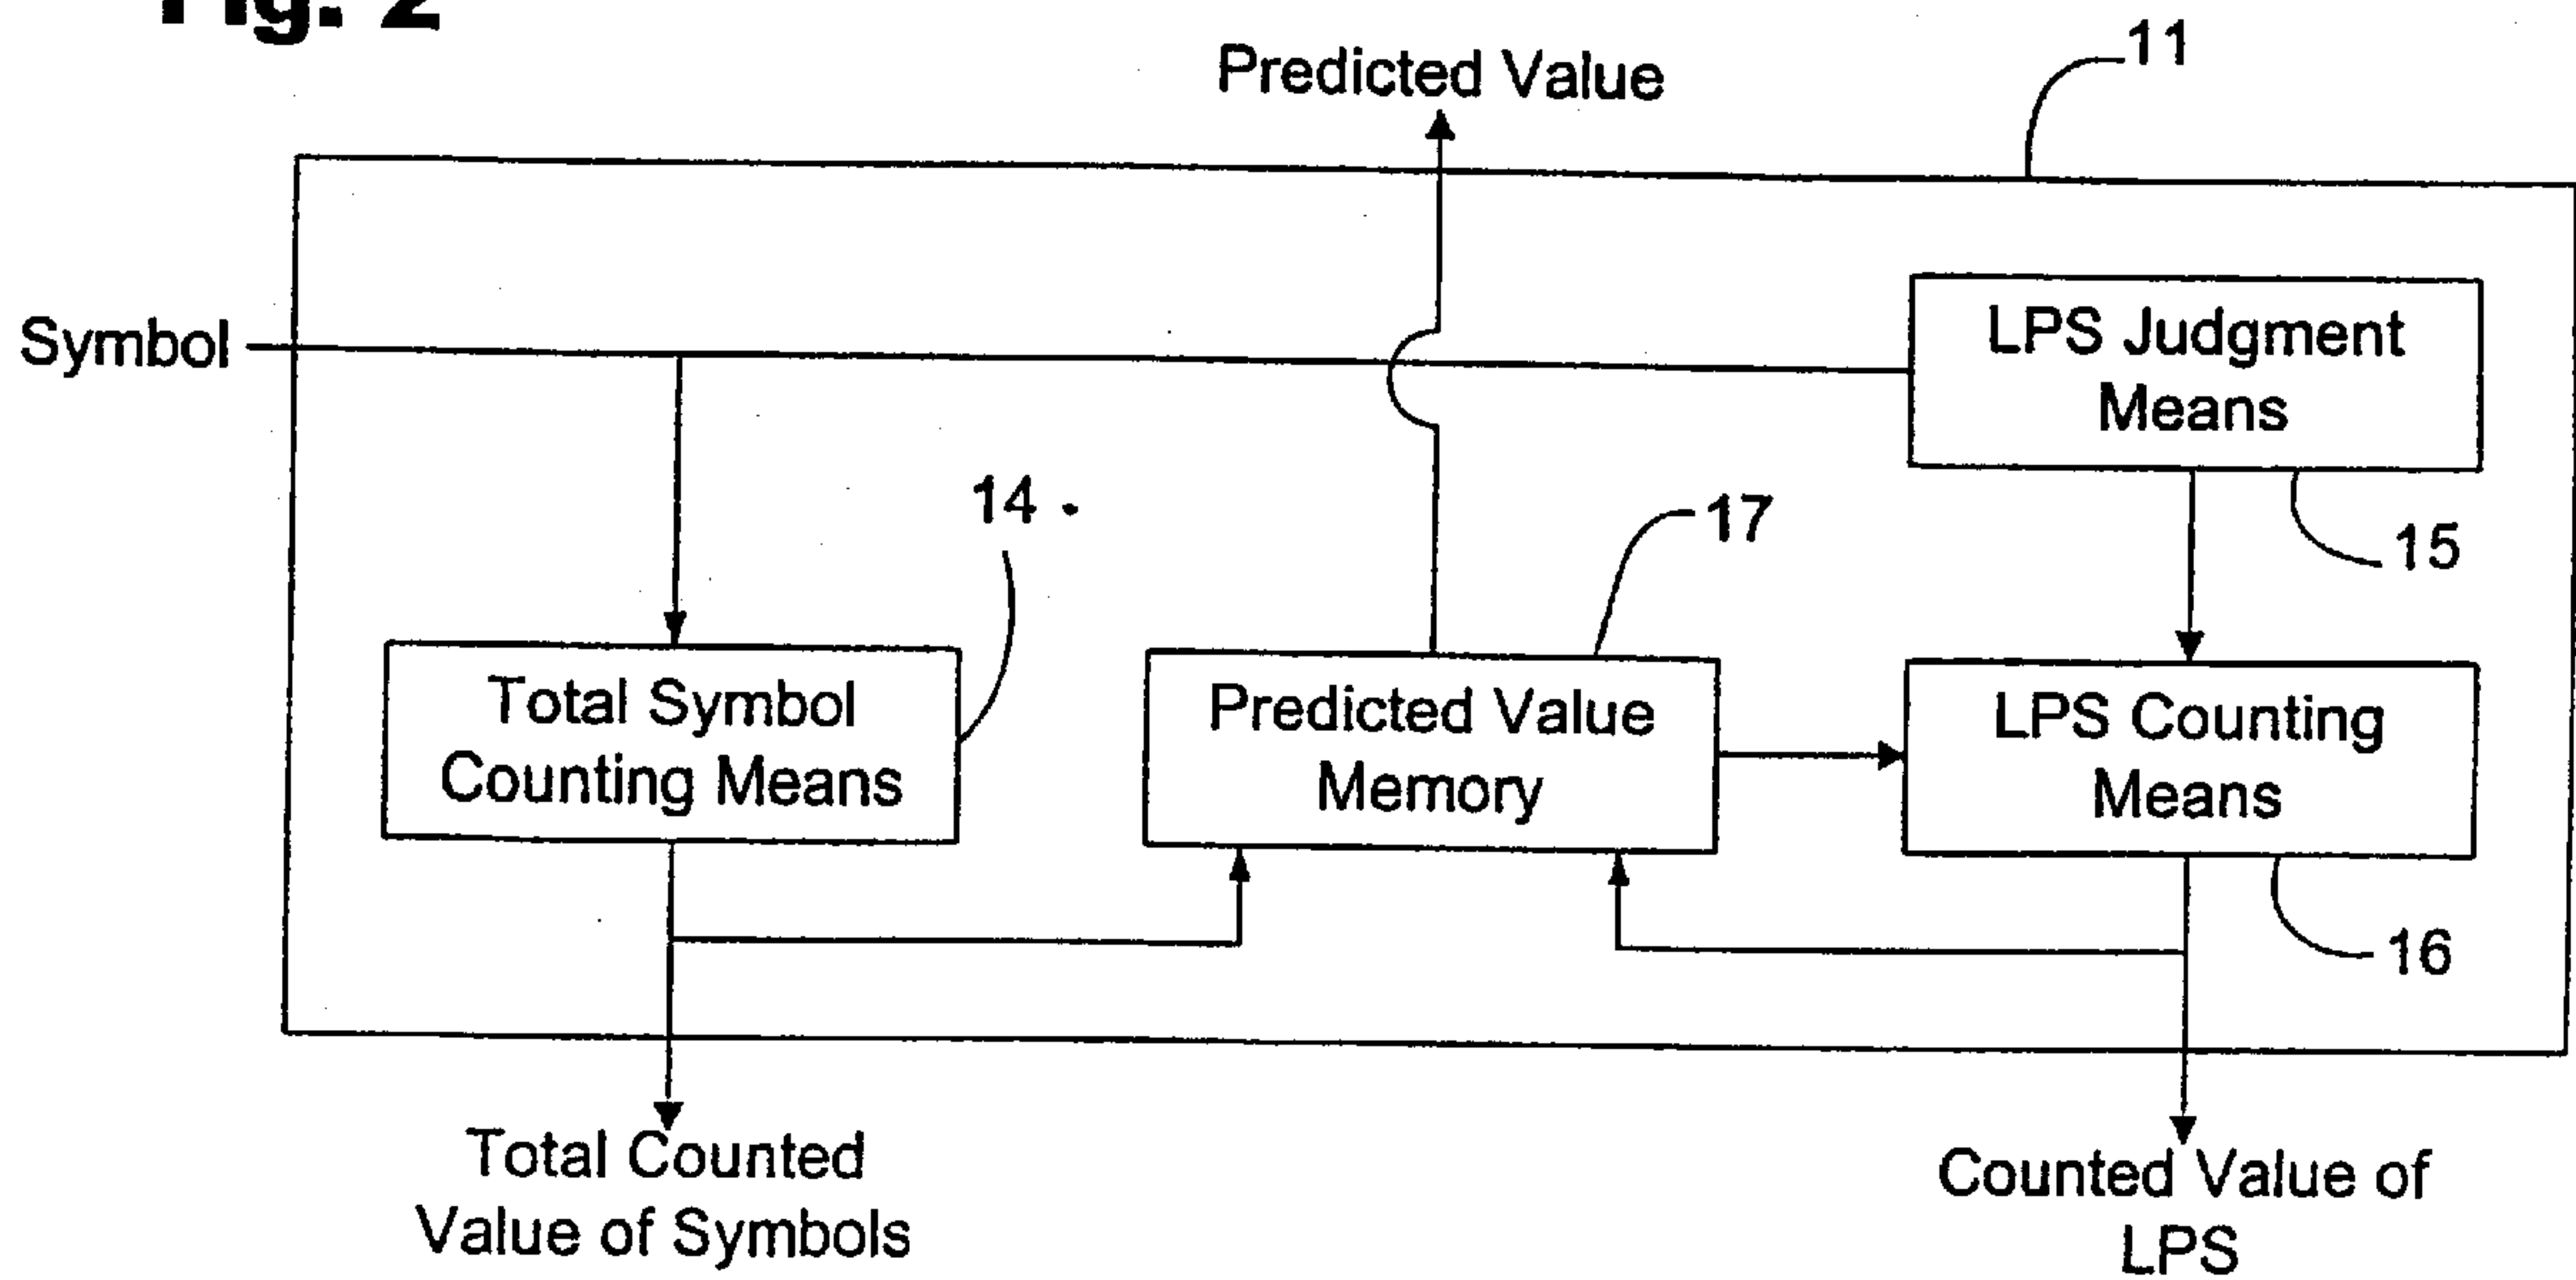 Fig. 2
Predicted Value
11
Symbol
LPS Judgment
Means
14
17
15
Total Symbol
Counting Means
Predicted Value
Memory
LPS Counting
Means
16
Total Counted
Value of Symbols
Counted Value of
LPS